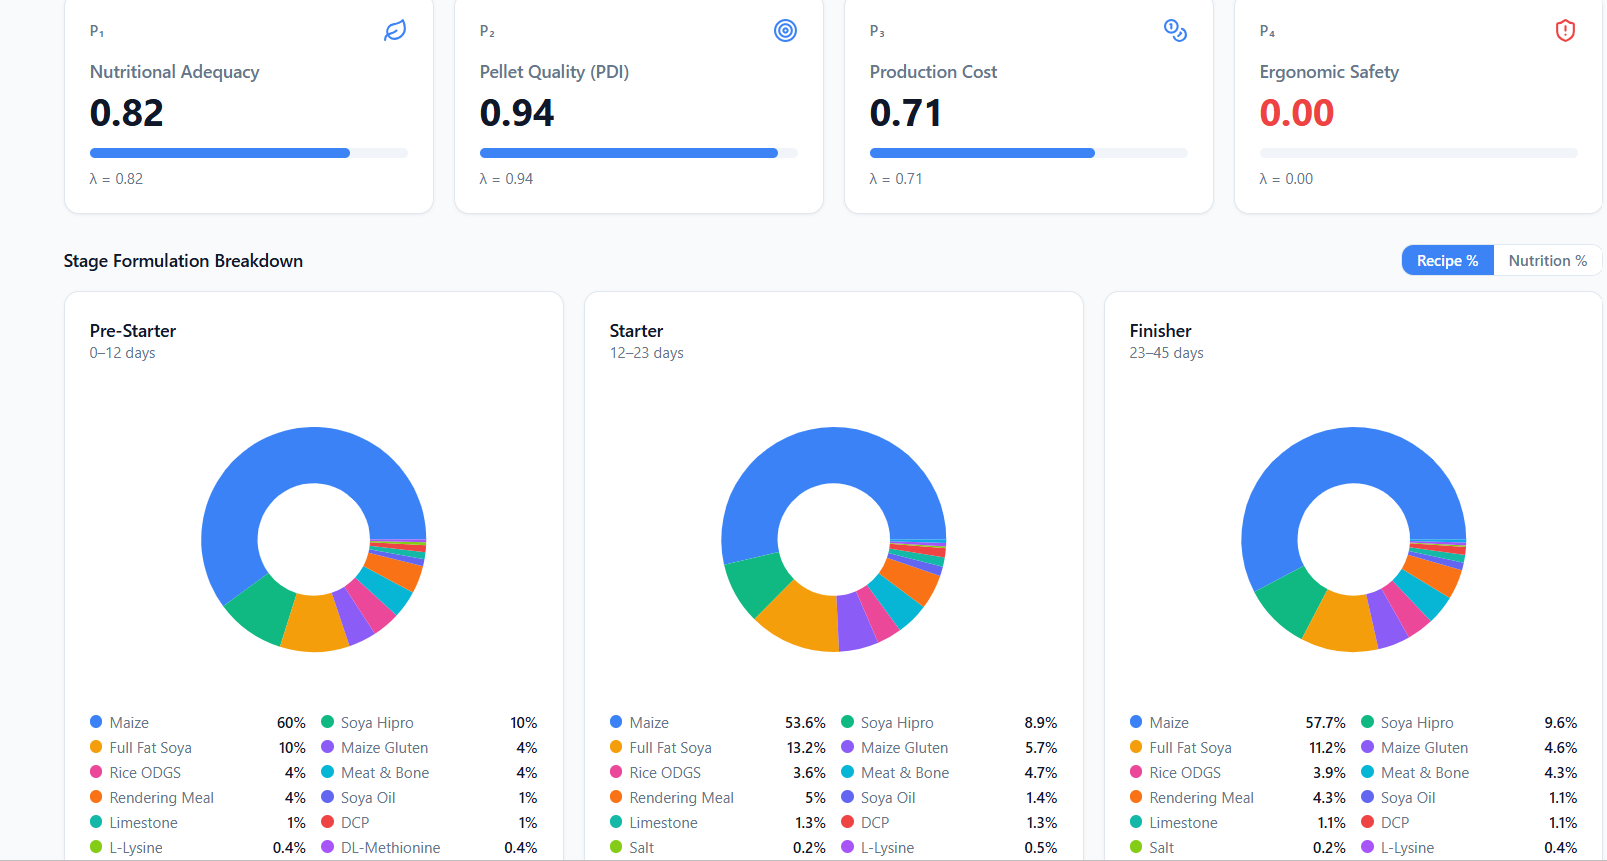 P₁ P₂ P₃ P₄
Nutritional Adequacy Pellet Quality (PDI) Production Cost Ergonomic Safety
0.82 0.94 0.71 0.00
λ = 0.82 λ = 0.94 λ = 0.71 λ = 0.00
Stage Formulation Breakdown Recipe % Nutrition %
Pre-Starter
0–12 days
Maize 60% Soya Hipro 10%
Full Fat Soya 10% Maize Gluten 4%
Rice ODGS 4% Meat & Bone 4%
Rendering Meal 4% Soya Oil 1%
Limestone 1% DCP 1%
L-Lysine 0.4% DL-Methionine 0.4%
Starter
12–23 days
Maize 53.6% Soya Hipro 8.9%
Full Fat Soya 13.2% Maize Gluten 5.7%
Rice ODGS 3.6% Meat & Bone 4.7%
Rendering Meal 5% Soya Oil 1.4%
Limestone 1.3% DCP 1.3%
Salt 0.2% L-Lysine 0.5%
Finisher
23–45 days
Maize 57.7% Soya Hipro 9.6%
Full Fat Soya 11.2% Maize Gluten 4.6%
Rice ODGS 3.9% Meat & Bone 4.3%
Rendering Meal 4.3% Soya Oil 1.1%
Limestone 1.1% DCP 1.1%
Salt 0.2% L-Lysine 0.4%